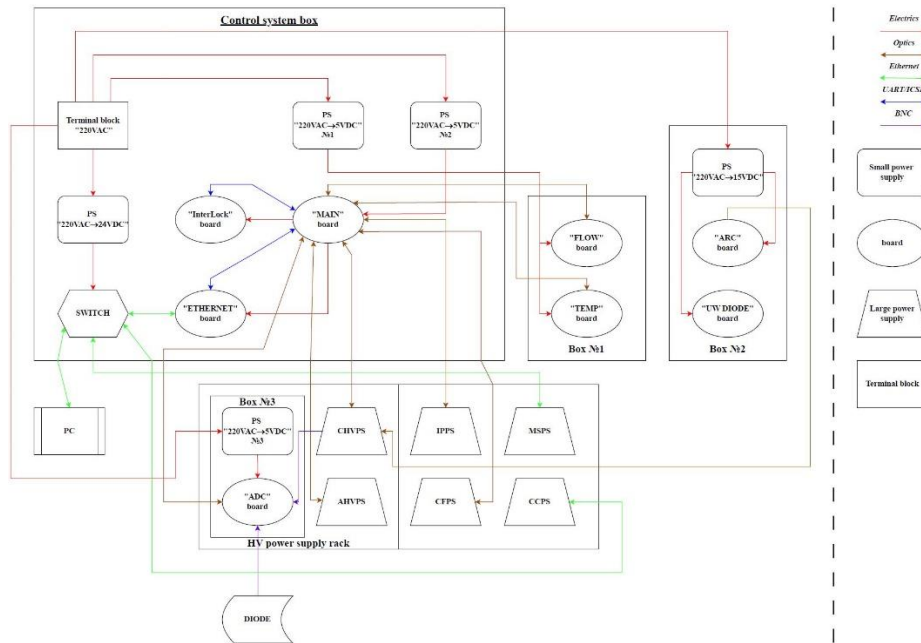 Control system box
Terminal block
"220VAC"
PS
"220VAC→5VDC"
№1
PS
"220VAC→5VDC"
№2
PS
"220VAC→24VDC"
"InterLock"
board
"MAIN"
board
SWITCH
"ETHERNET"
board
"FLOW"
board
"TEMP"
board
Box №1
PS
"220VAC→15VDC"
"ARC"
board
"UW DIODE"
board
Box №2
PC
Box №3
PS
"220VAC→5VDC"
№3
"ADC"
board
CHVPS
AHVPS
IPPS
MSPS
CFPS
CCPS
HV power supply rack
DIODE
Electrics
Optics
Ethernet
BNC
Small power
supply
board
Large power
supply
Terminal block